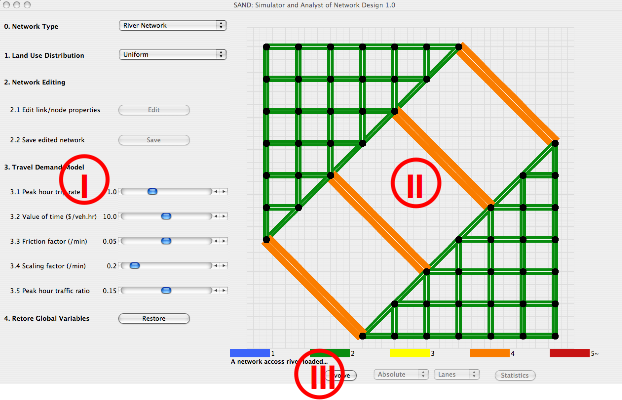 SAND: Simulator and Analyst of Network Design 1.0
0. Network Type River Network
1. Land Use Distribution Uniform
2. Network Editing
2.1 Edit link/node properties Edit
2.2 Save edited network Save
3. Travel Demand Model
I
II
3.1 Peak hour trip rate 1.0
3.2 Value of time ($/veh.hr) 10.0
3.3 Friction factor (/min) 0.05
3.4 Scaling factor (/min) 0.2
3.5 Peak hour traffic ratio 0.15
4. Retore Global Variables Restore
1 2 3 4 5~
A network accoss river loaded...
III
Absolute Lanes Statistics